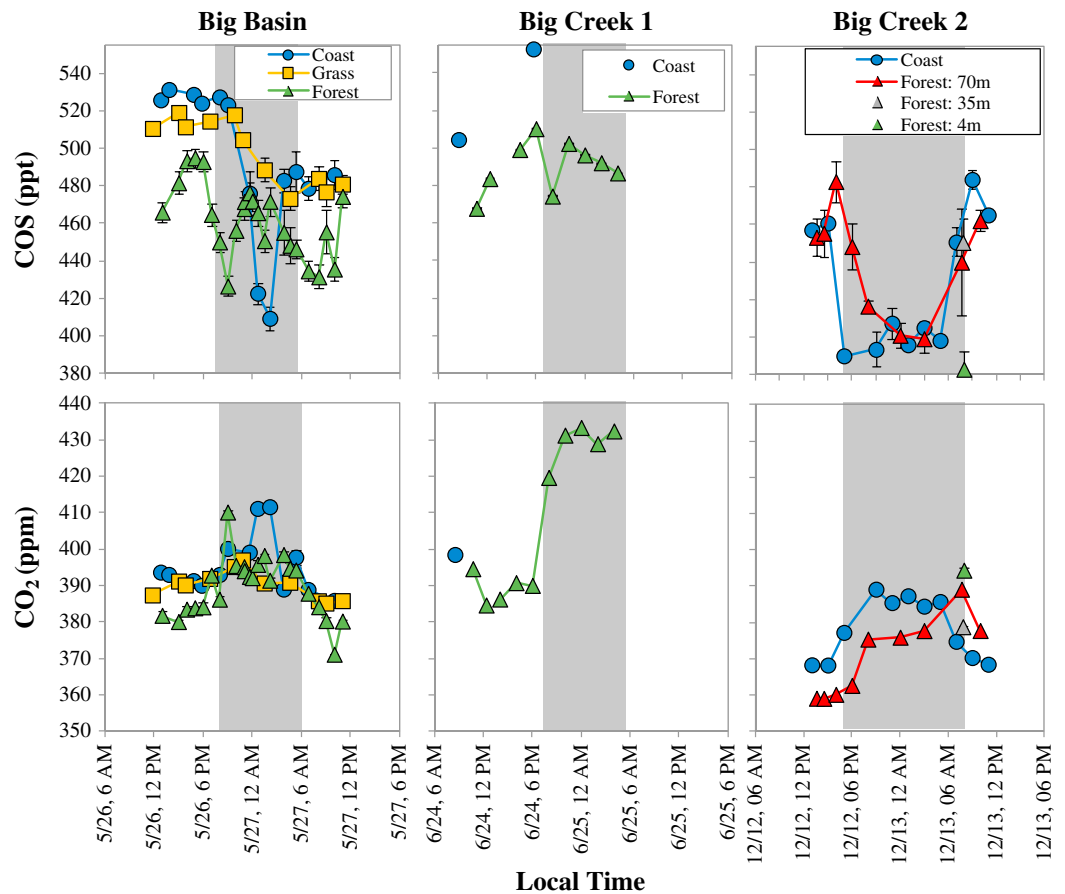 Big Basin
Big Creek 1
Big Creek 2
COS (ppt)
540
520
500
480
460
440
420
400
380
Coast
Grass
Forest
Coast
Forest
Coast
Forest: 70m
Forest: 35m
Forest: 4m
CO2 (ppm)
440
430
420
410
400
390
380
370
360
350
5/26, 6 AM
5/26, 12 PM
5/26, 6 PM
5/27, 12 AM
5/27, 6 AM
5/27, 12 PM
5/27, 6 PM
6/24, 6 AM
6/24, 12 PM
6/24, 6 PM
6/25, 12 AM
6/25, 6 AM
6/25, 12 PM
6/25, 6 PM
12/12, 06 AM
12/12, 12 PM
12/12, 06 PM
12/13, 12 AM
12/13, 06 AM
12/13, 12 PM
12/13, 06 PM
Local Time